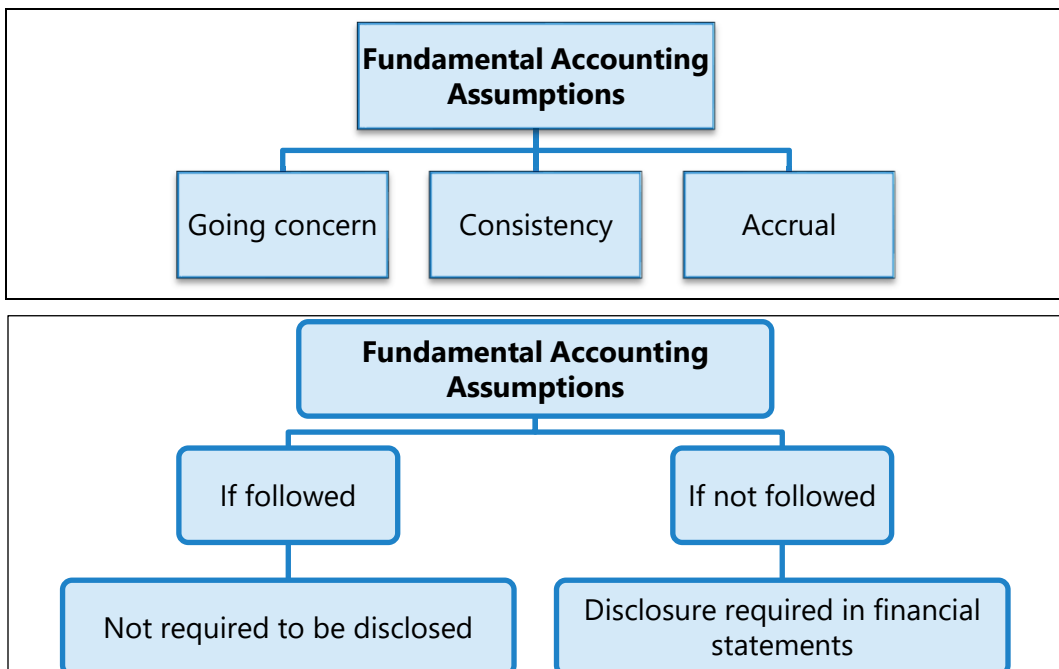 Fundamental Accounting
Assumptions
Going concern
Consistency
Accrual
Fundamental Accounting
Assumptions
If followed
If not followed
Not required to be disclosed
Disclosure required in financial
statements